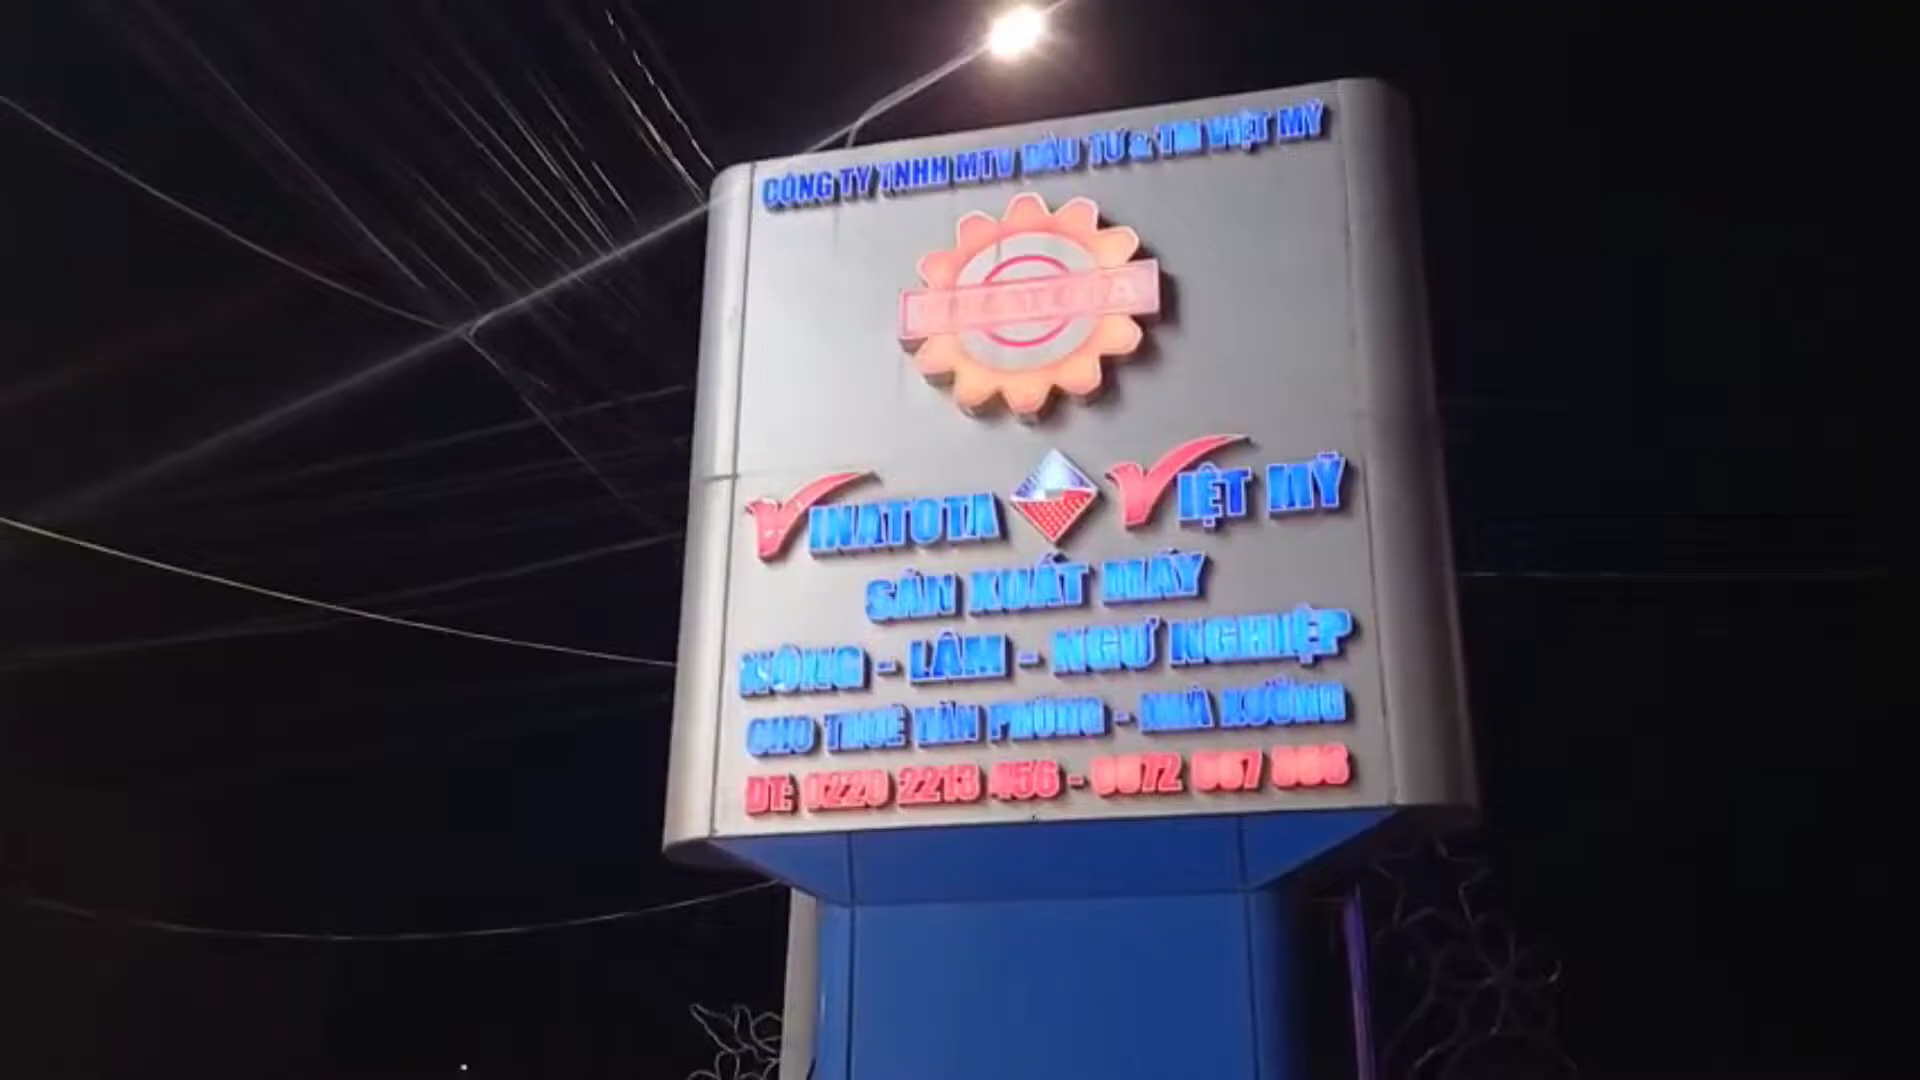 CÔNG TY TNHH MTV ĐẦU TƯ & TM VIỆT MỸ
VINATOTA
VINATOTA VIỆT MỸ
SẢN XUẤT MÁY
NÔNG - LÂM - NGƯ NGHIỆP
CHO THUÊ VĂN PHÒNG - NHÀ XƯỞNG
ĐT: 0220 2213 456 -